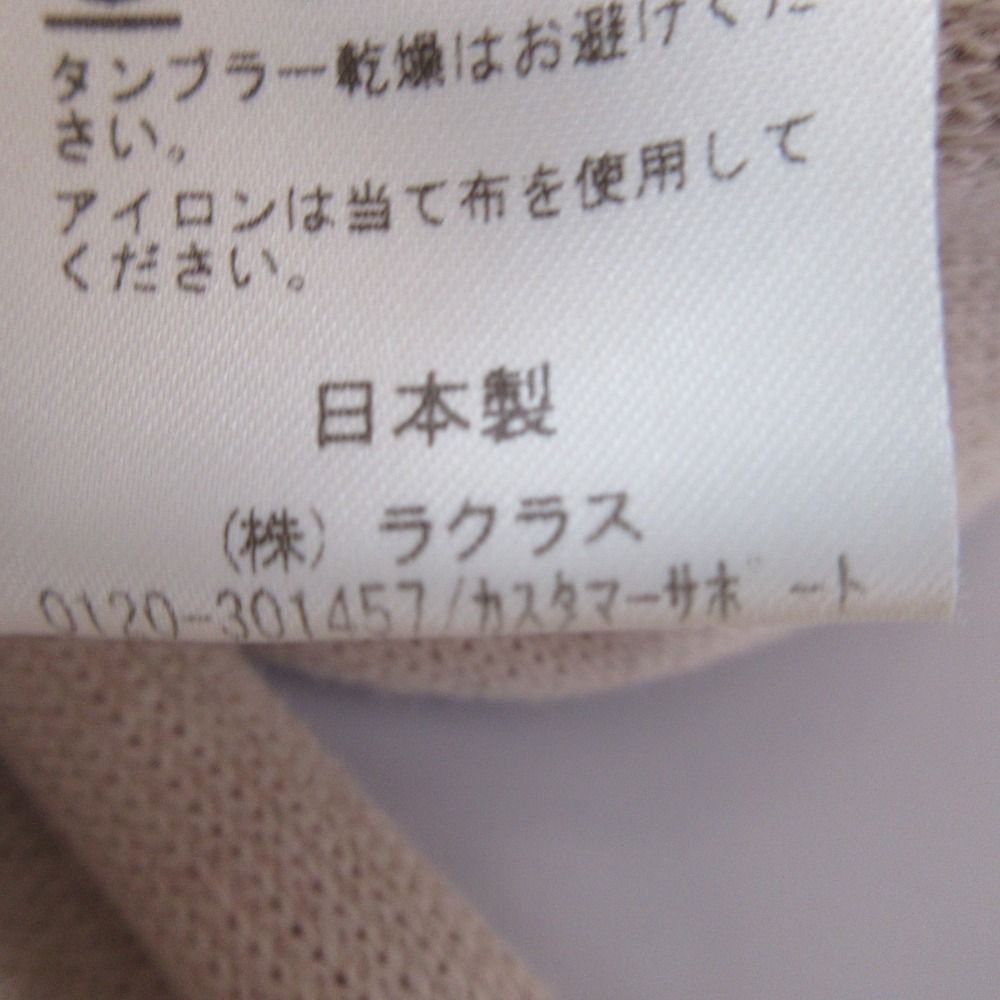 タンブラー乾燥はお避けくだ
さい。
アイロンは当て布を使用して
ください。
日本製
(株) ラクラス
0120-301457/カスタマーサポート